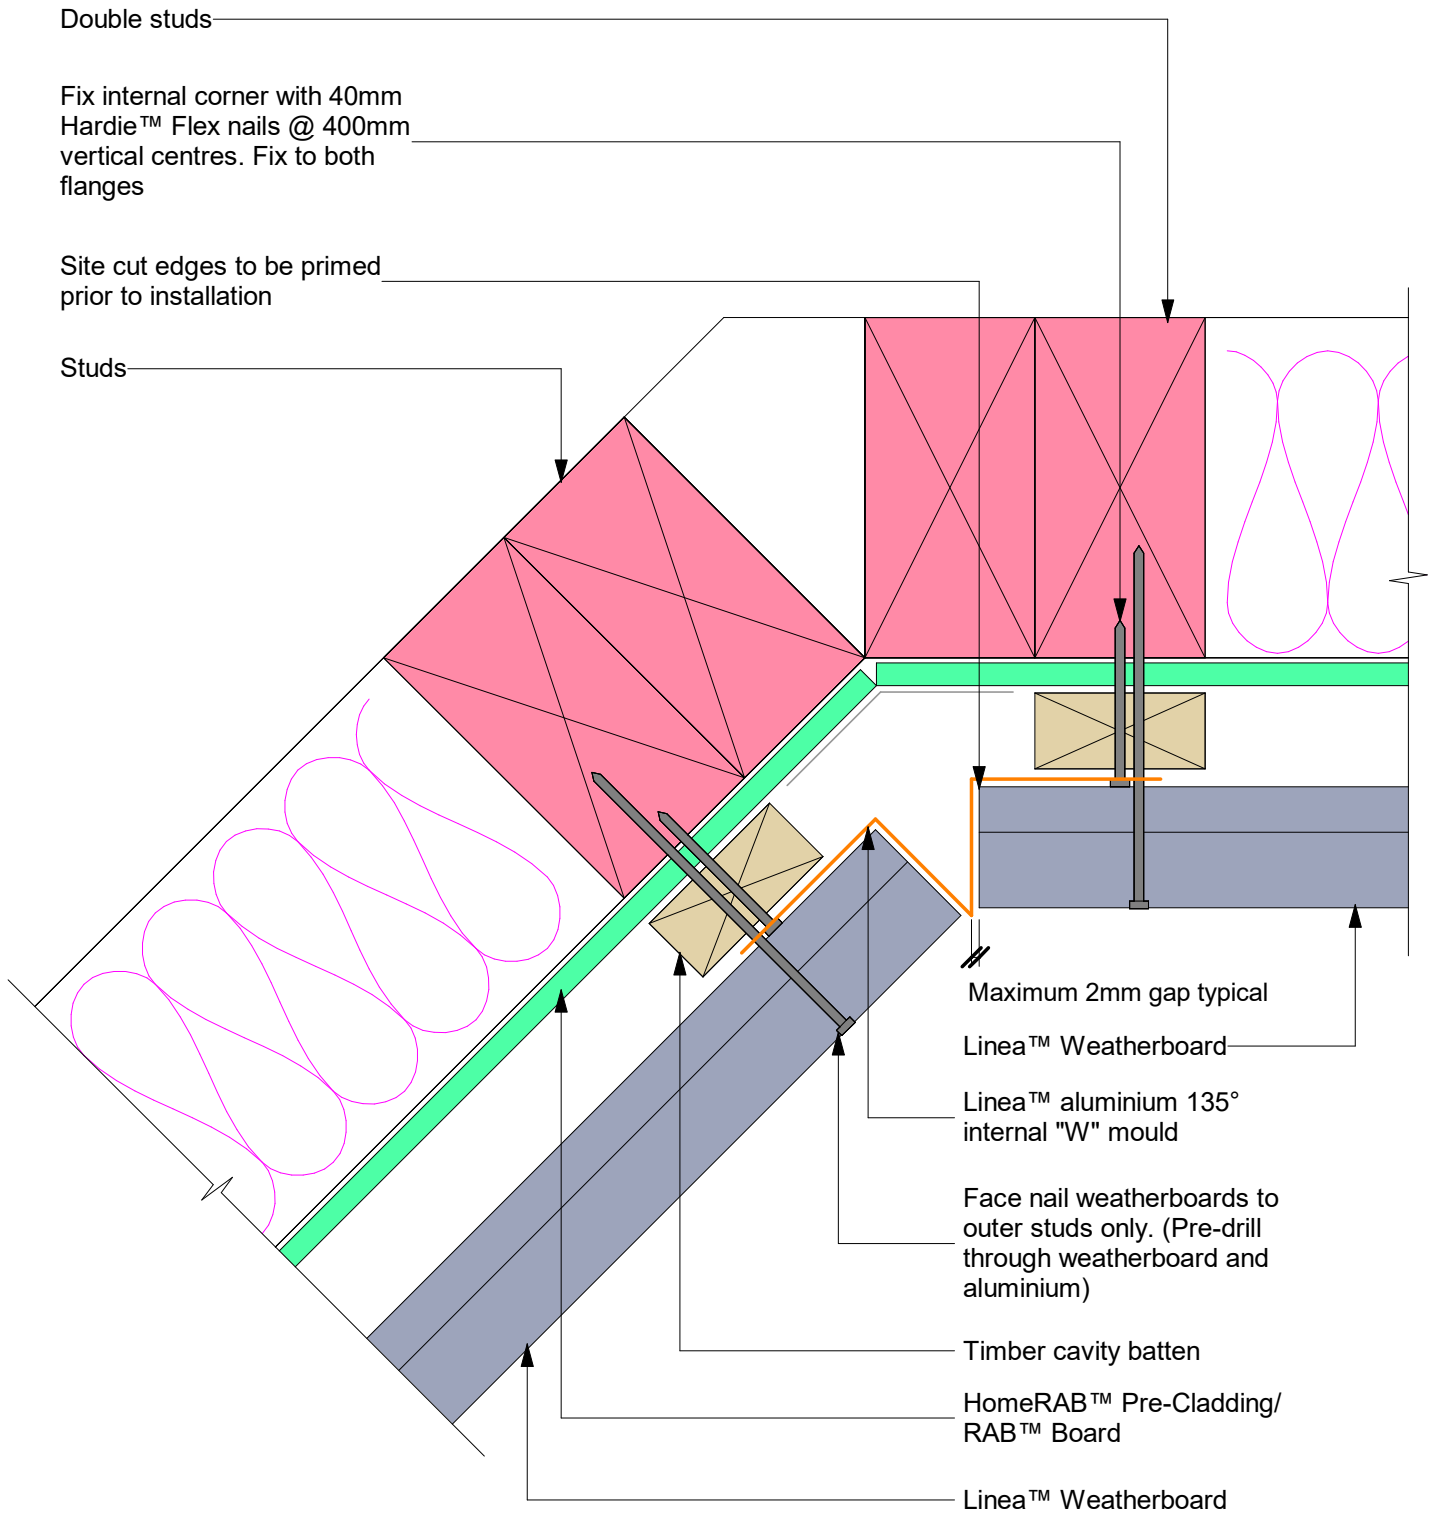 Double studs
Fix internal corner with 40mm
Hardie™ Flex nails @ 400mm
vertical centres. Fix to both
flanges
Site cut edges to be primed
prior to installation
Studs
Maximum 2mm gap typical
Linea™ Weatherboard
Linea™ aluminium 135°
internal "W" mould
Face nail weatherboards to
outer studs only. (Pre-drill
through weatherboard and
aluminium)
Timber cavity batten
HomeRAB™ Pre-Cladding/
RAB™ Board
Linea™ Weatherboard